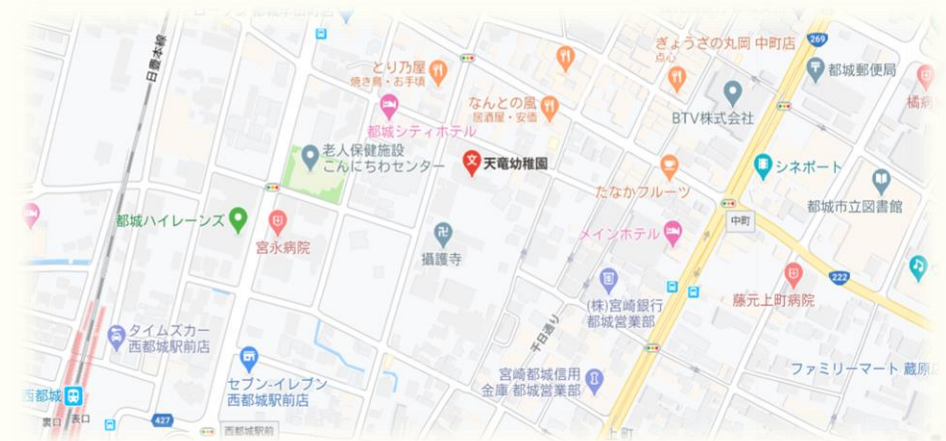 日豊本線
とり乃屋
焼き鳥・お手頃
都城シティホテル
なんとの風
居酒屋・安価
ぎょうざの丸岡 中町店
点心
269
都城郵便局
BTV株式会社
老人保健施設
こんにちわセンター
天竜幼稚園
たなかフルーツ
シネポート
都城市立図書館
都城ハイレーンズ
宮永病院
攝護寺
メインホテル
中町
222
藤元上町病院
(株)宮崎銀行
都城営業部
千日通り
タイムズカー
西都城駅前店
セブン-イレブン
西都城駅前店
宮崎都城信用
金庫 都城営業部
ファミリーマート 蔵原
西都城
裏口
表口
427
西都城駅前
上町